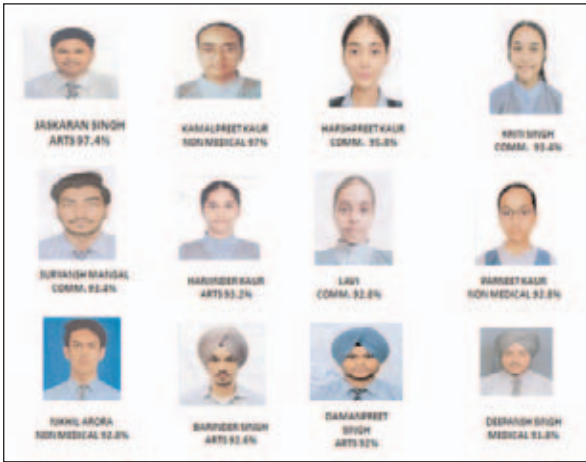 JASKARAN SINGH
ARTS 97.4%
KAMALPREET KAUR
NON MEDICAL 97%
HARSHPREET KAUR
COMM. 95.8%
KRITI SINGH
COMM. 93.4%
SURYANSH MANGAL
COMM. 93.4%
HARJINDER KAUR
ARTS 93.2%
LAVI
COMM. 92.8%
PARNEET KAUR
NON MEDICAL 92.8%
NIKHIL ARORA
NON MEDICAL 92.8%
BARINDER SINGH
ARTS 92.6%
DAMANPREET
SINGH
ARTS 92%
DEEPANSH SINGH
MEDICAL 91.8%